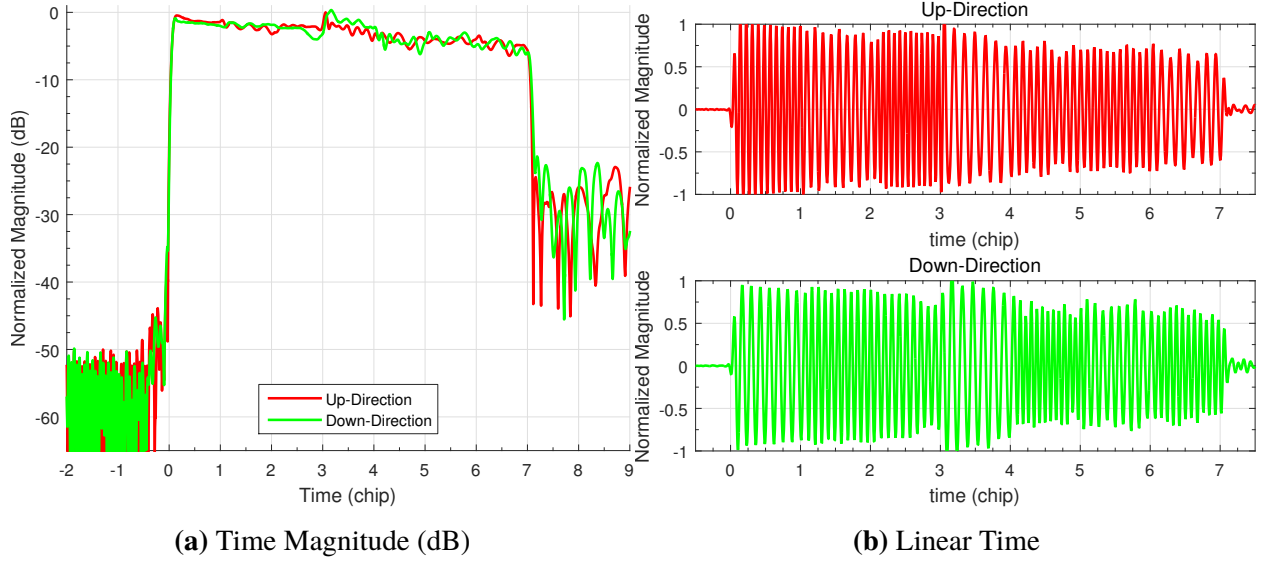 Normalized Magnitude (dB)
0
-10
-20
-30
-40
-50
-60
Up-Direction
Down-Direction
-2 -1 0 1 2 3 4 5 6 7 8 9
Time (chip)
(a) Time Magnitude (dB)
Up-Direction
Normalized Magnitude
1
0.5
0
-0.5
-1
0 1 2 3 4 5 6 7
time (chip)
Down-Direction
Normalized Magnitude
1
0.5
0
-0.5
-1
0 1 2 3 4 5 6 7
time (chip)
(b) Linear Time